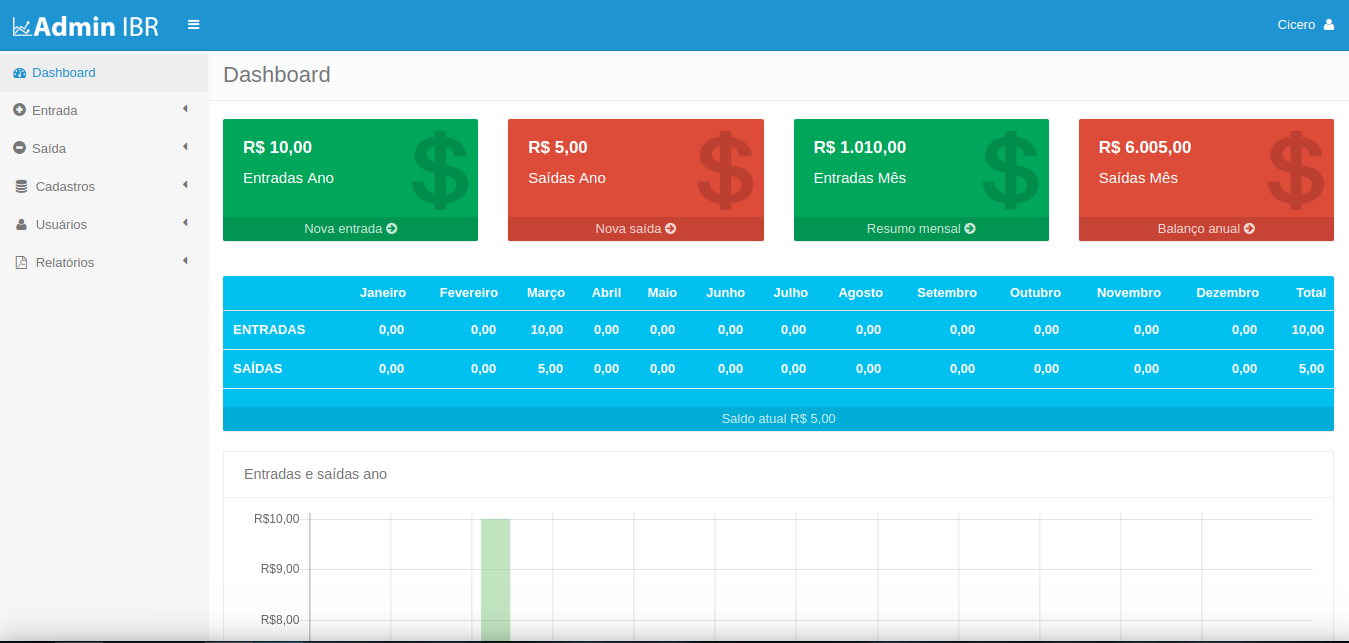 Admin IBR
Cicero
Dashboard
Entrada
Saída
Cadastros
Usuários
Relatórios
Dashboard
R$ 10,00
Entradas Ano
Nova entrada
R$ 5,00
Saídas Ano
Nova saída
R$ 1.010,00
Entradas Mês
Resumo mensal
R$ 6.005,00
Saídas Mês
Balanço anual
Janeiro Fevereiro Março Abril Maio Junho Julho Agosto Setembro Outubro Novembro Dezembro Total
ENTRADAS 0,00 0,00 10,00 0,00 0,00 0,00 0,00 0,00 0,00 0,00 0,00 0,00 10,00
SAÍDAS 0,00 0,00 5,00 0,00 0,00 0,00 0,00 0,00 0,00 0,00 0,00 0,00 5,00
Saldo atual R$ 5,00
Entradas e saídas ano
R$10,00
R$9,00
R$8,00